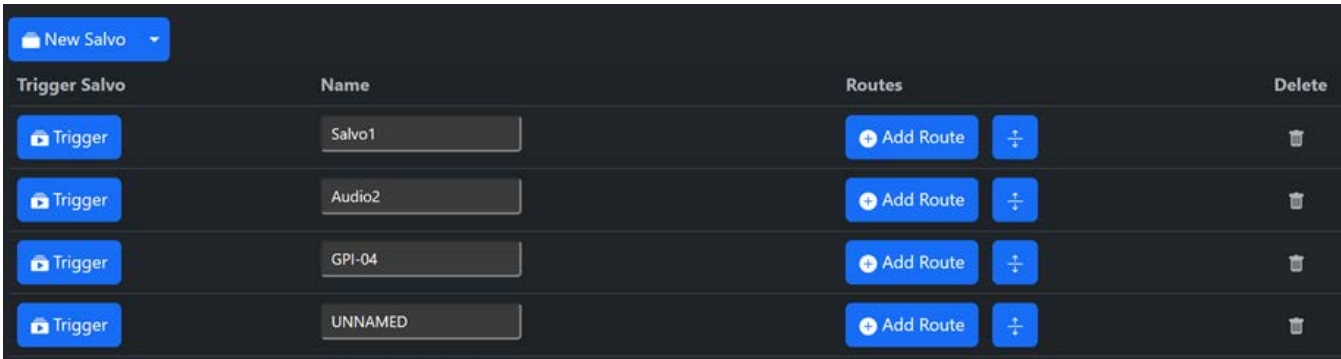 New Salvo
Trigger Salvo Name Routes Delete
Trigger Salvo1 Add Route
Trigger Audio2 Add Route
Trigger GPI-04 Add Route
Trigger UNNAMED Add Route